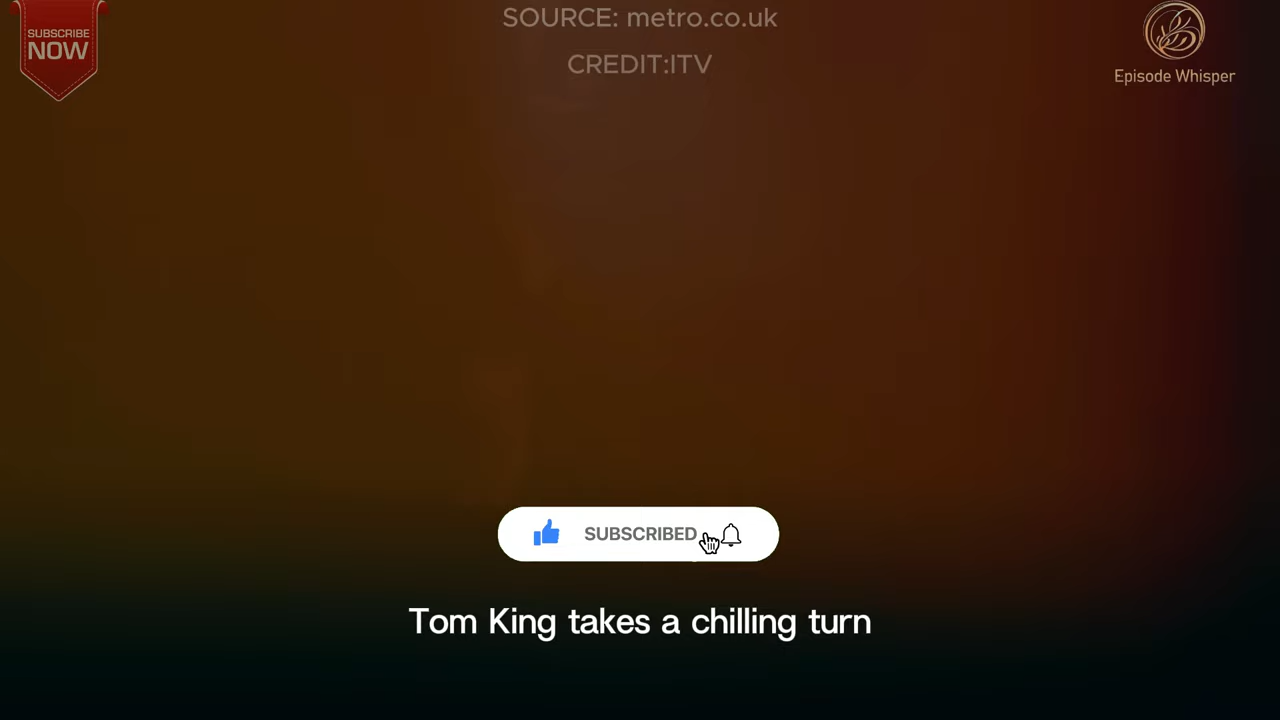 SUBSCRIBE
NOW
SOURCE: metro.co.uk
CREDIT:ITV
Episode Whisper
SUBSCRIBED
Tom King takes a chilling turn